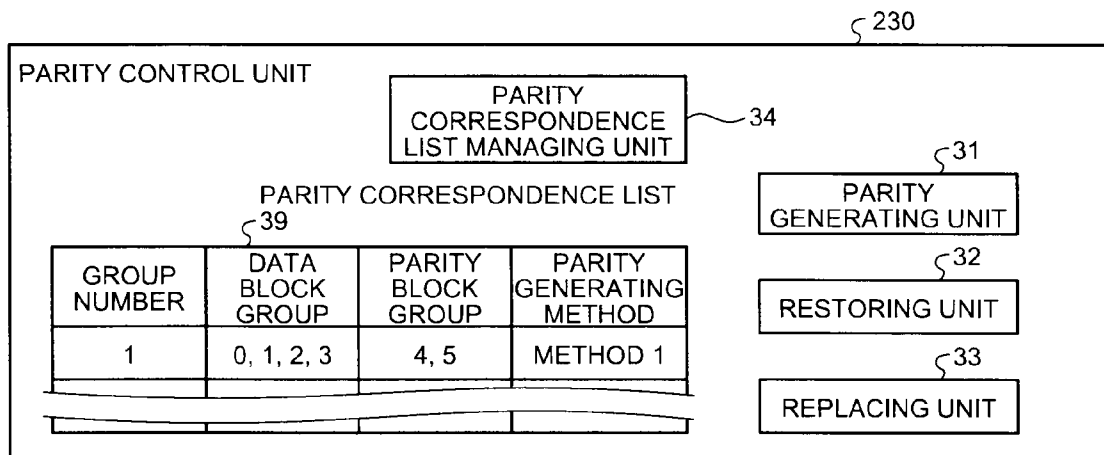 230
PARITY CONTROL UNIT
PARITY
CORRESPONDENCE
LIST MANAGING UNIT
34
31
PARITY
GENERATING UNIT
PARITY CORRESPONDENCE LIST
39
GROUP
NUMBER
DATA
BLOCK
GROUP
PARITY
BLOCK
GROUP
PARITY
GENERATING
METHOD
1
0, 1, 2, 3
4, 5
METHOD 1
32
RESTORING UNIT
33
REPLACING UNIT